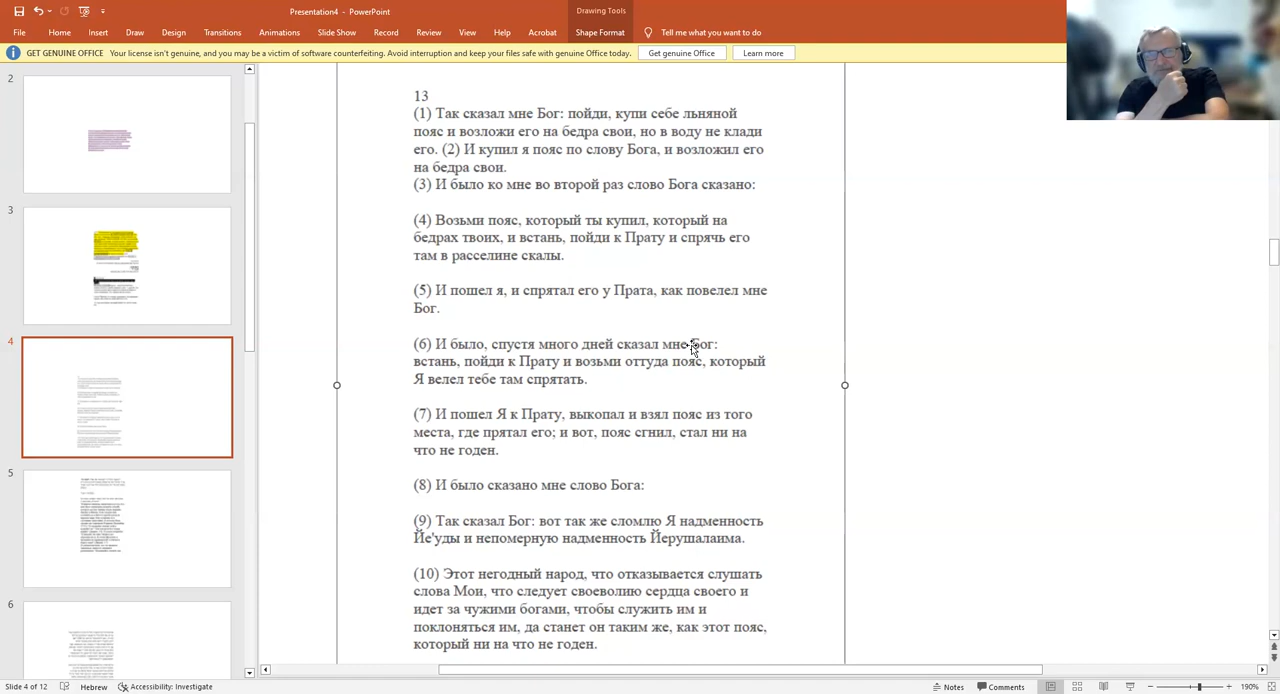 Presentation4 - PowerPoint
Drawing Tools
File Home Insert Draw Design Transitions Animations Slide Show Record Review View Help Acrobat Shape Format Tell me what you want to do
GET GENUINE OFFICE Your license isn't genuine, and you may be a victim of software counterfeiting. Avoid interruption and keep your files safe with genuine Office today. Get genuine Office Learn more
2
3
4
5
6
13
(1) Так сказал мне Бог: пойди, купи себе льняной
пояс и возложи его на бедра свои, но в воду не клади
его. (2) И купил я пояс по слову Бога, и возложил его
на бедра свои.
(3) И было ко мне во второй раз слово Бога сказано:
(4) Возьми пояс, который ты купил, который на
бедрах твоих, и встань, пойди к Прату и спрячь его
там в расселине скалы.
(5) И пошел я, и спрятал его у Прата, как повелел мне
Бог.
(6) И было, спустя много дней сказал мне Бог:
встань, пойди к Прату и возьми оттуда пояс, который
Я велел тебе там спрятать.
(7) И пошел Я к Прату, выкопал и взял пояс из того
места, где прятал его; и вот, пояс сгнил, стал ни на
что не годен.
(8) И было сказано мне слово Бога:
(9) Так сказал Бог: вот так же сломлю Я надменность
Йе'уды и непомерную надменность Йерушалаима.
(10) Этот негодный народ, что отказывается слушать
слова Мои, что следует своеволию сердца своего и
идет за чужими богами, чтобы служить им и
поклоняться им, да станет он таким же, как этот пояс,
который ни на что не годен.
Slide 4 of 12 Hebrew Accessibility: Investigate Notes Comments 190%